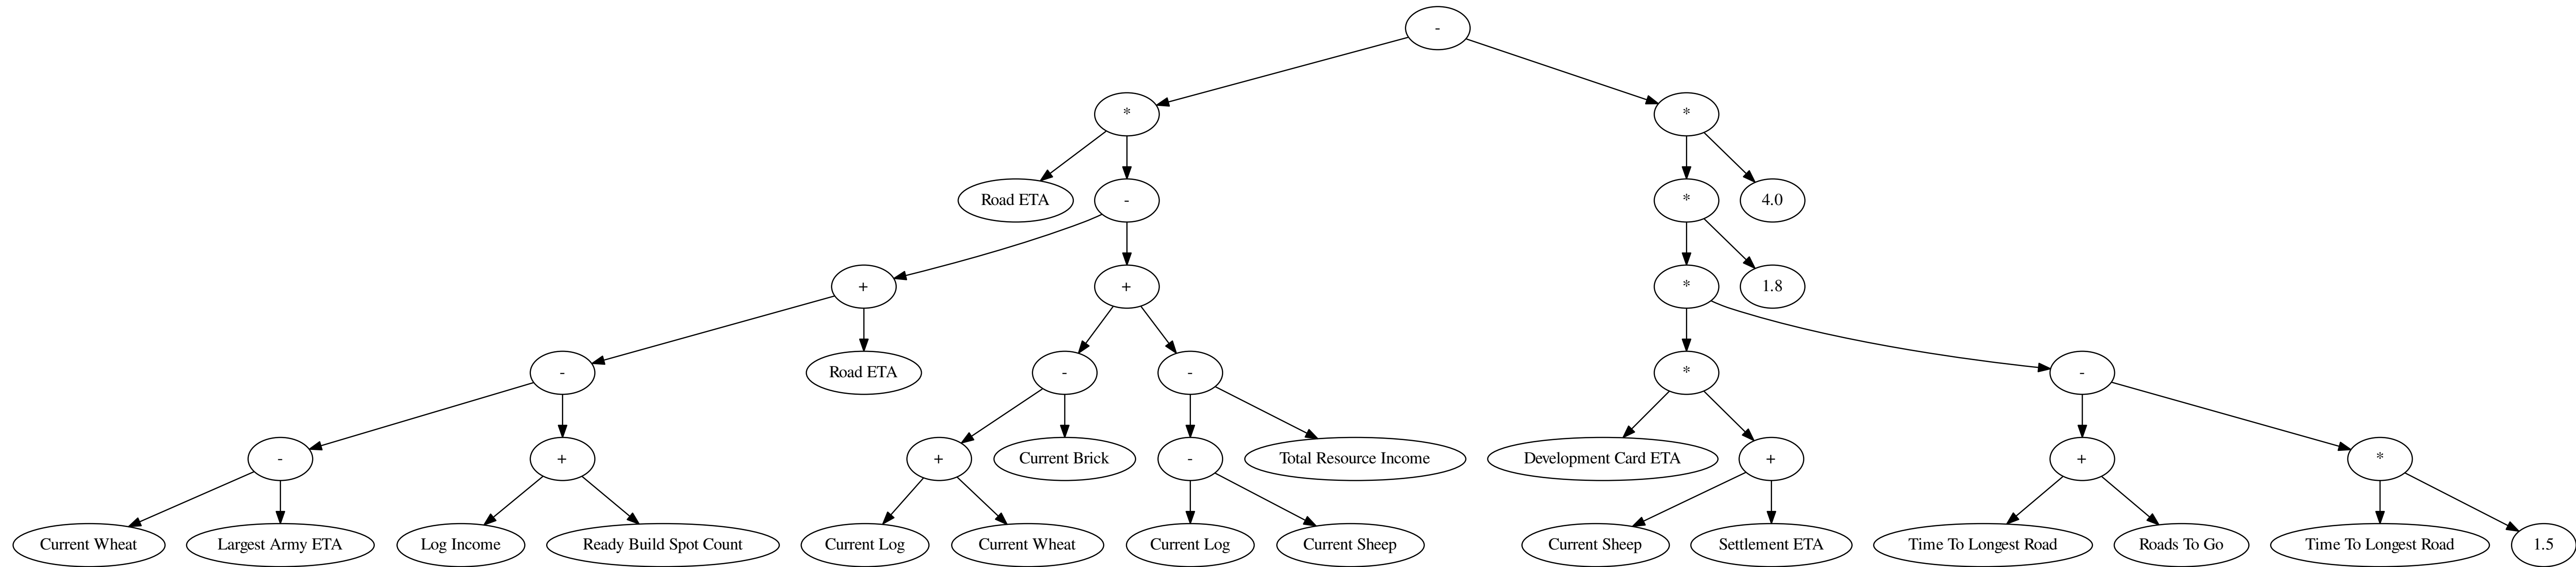 -
* *
Road ETA - * 4.0
+ + * 1.8
- Road ETA - - * -
- + + Current Brick - Total Resource Income Development Card ETA + + *
Current Wheat Largest Army ETA Log Income Ready Build Spot Count Current Log Current Wheat Current Log Current Sheep Current Sheep Settlement ETA Time To Longest Road Roads To Go Time To Longest Road 1.5